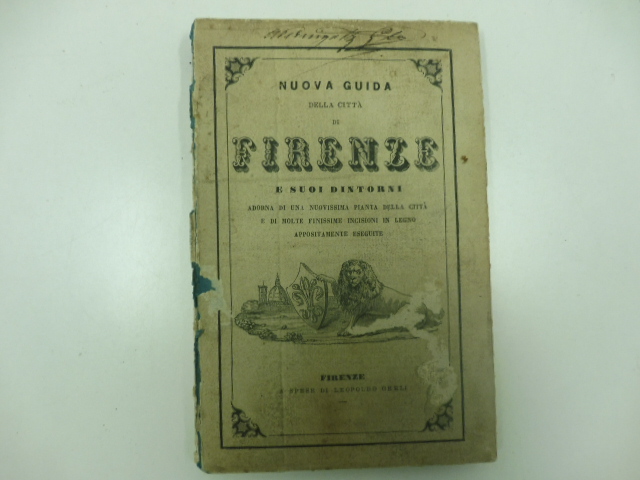 NUOVA GUIDA
DELLA CITTÀ
DI
FIRENZE
E SUOI DINTORNI
ADORNA DI UNA NUOVISSIMA PIANTA DELLA CITTÀ
E DI MOLTE FINISSIME INCISIONI IN LEGNO
APPOSITAMENTE ESEGUITE
FIRENZE
A SPESE DI LEOPOLDO